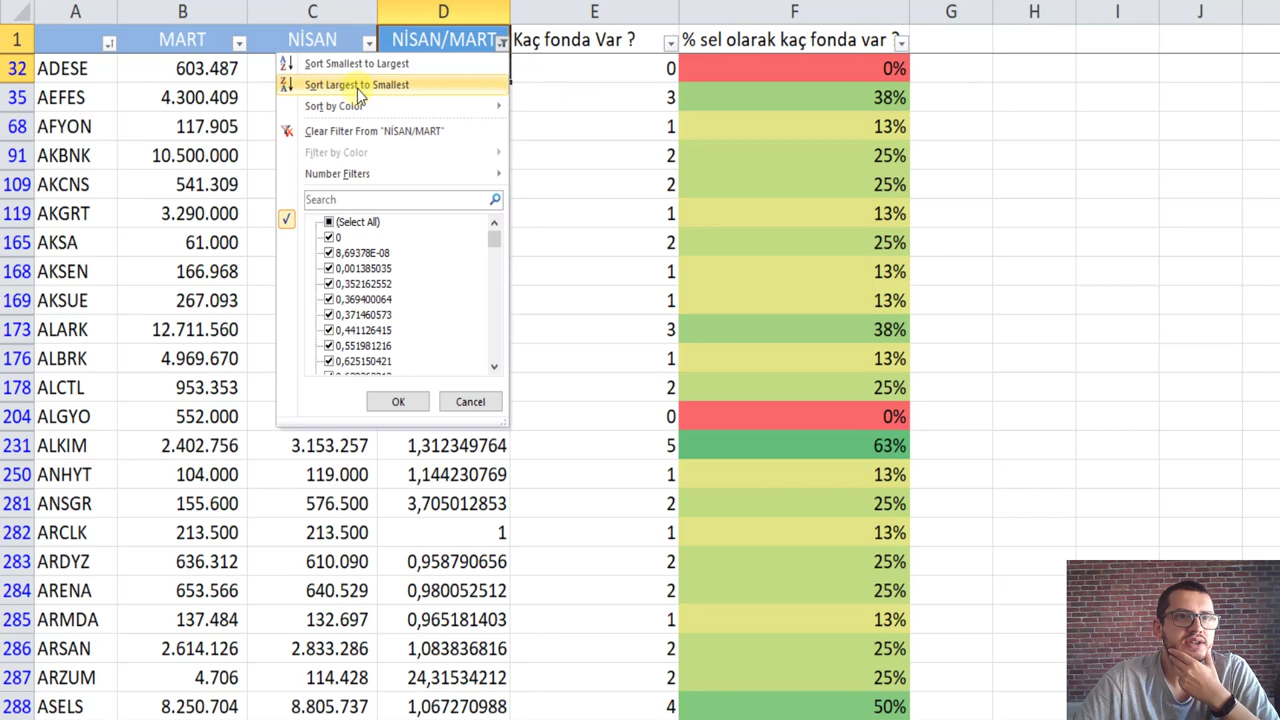 A B C D E F G H I J
1 MART NİSAN NİSAN/MART Kaç fonda Var ? % sel olarak kaç fonda var ?
32 ADESE 603.487 0 0%
35 AEFES 4.300.409 3 38%
68 AFYON 117.905 1 13%
91 AKBNK 10.500.000 2 25%
109 AKCNS 541.309 2 25%
119 AKGRT 3.290.000 1 13%
165 AKSA 61.000 2 25%
168 AKSEN 166.968 1 13%
169 AKSUE 267.093 1 13%
173 ALARK 12.711.560 3 38%
176 ALBRK 4.969.670 1 13%
178 ALCTL 953.353 2 25%
204 ALGYO 552.000 0 0%
231 ALKIM 2.402.756 3.153.257 1,312349764 5 63%
250 ANHYT 104.000 119.000 1,144230769 1 13%
281 ANSGR 155.600 576.500 3,705012853 2 25%
282 ARCLK 213.500 213.500 1 1 13%
283 ARDYZ 636.312 610.090 0,958790656 2 25%
284 ARENA 653.566 640.529 0,980052512 2 25%
285 ARMDA 137.484 132.697 0,965181403 1 13%
286 ARSAN 2.614.126 2.833.286 1,083836816 2 25%
287 ARZUM 4.706 114.428 24,31534212 2 25%
288 ASELS 8.250.704 8.805.737 1,067270988 4 50%
Sort Smallest to Largest
Sort Largest to Smallest
Sort by Color
Clear Filter From "NİSAN/MART"
Filter by Color
Number Filters
Search
(Select All)
0
8,69378E-08
0,001385035
0,352162552
0,369400064
0,371460573
0,441126415
0,551981216
0,625150421
OK Cancel